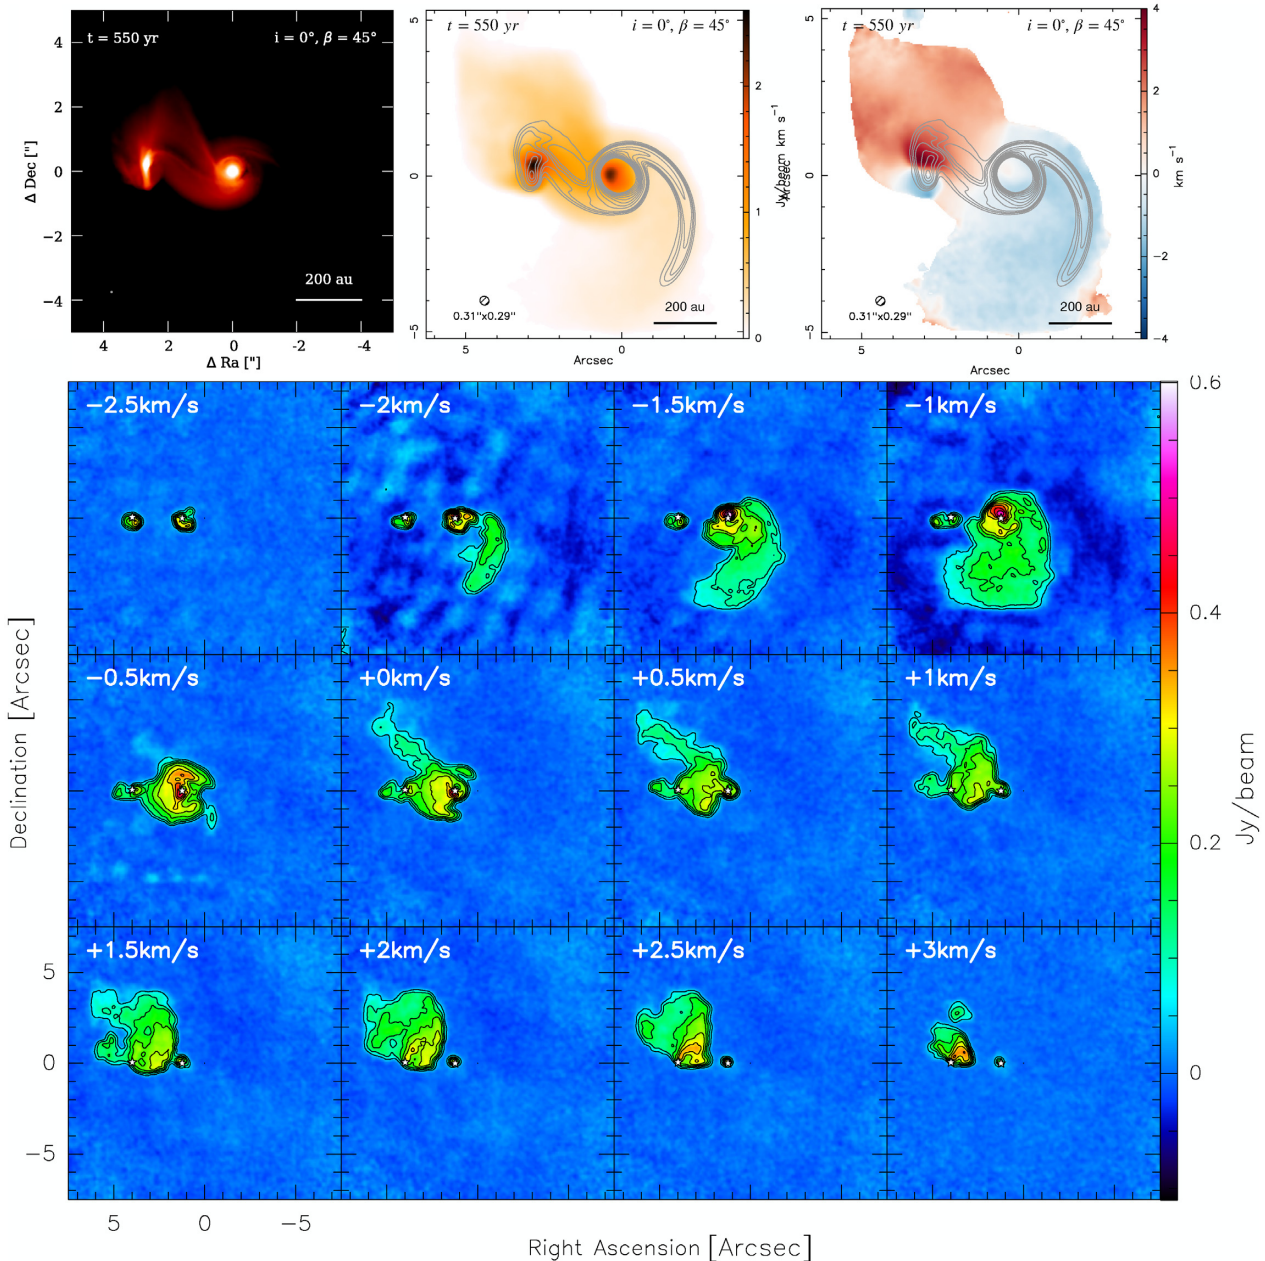 t = 550 yr
i = 0°, β = 45°
4
2
0
−2
−4
Δ Dec ["]
200 au
4
2
0
-2
-4
Δ Ra ["]
t = 550 yr
i = 0°, β = 45°
5
0
−5
0.31"x0.29"
200 au
5
0
Arcsec
2
1
0
Jy/beam km s⁻¹
Arcsec
t = 550 yr
i = 0°, β = 45°
5
0
−5
0.31"x0.29"
200 au
5
0
Arcsec
4
2
0
−2
−4
km s⁻¹
−2.5km/s
−2km/s
−1.5km/s
−1km/s
−0.5km/s
+0km/s
+0.5km/s
+1km/s
+1.5km/s
+2km/s
+2.5km/s
+3km/s
Declination [Arcsec]
5
0
−5
5
0
−5
Right Ascension [Arcsec]
0.6
0.4
0.2
0
Jy/beam